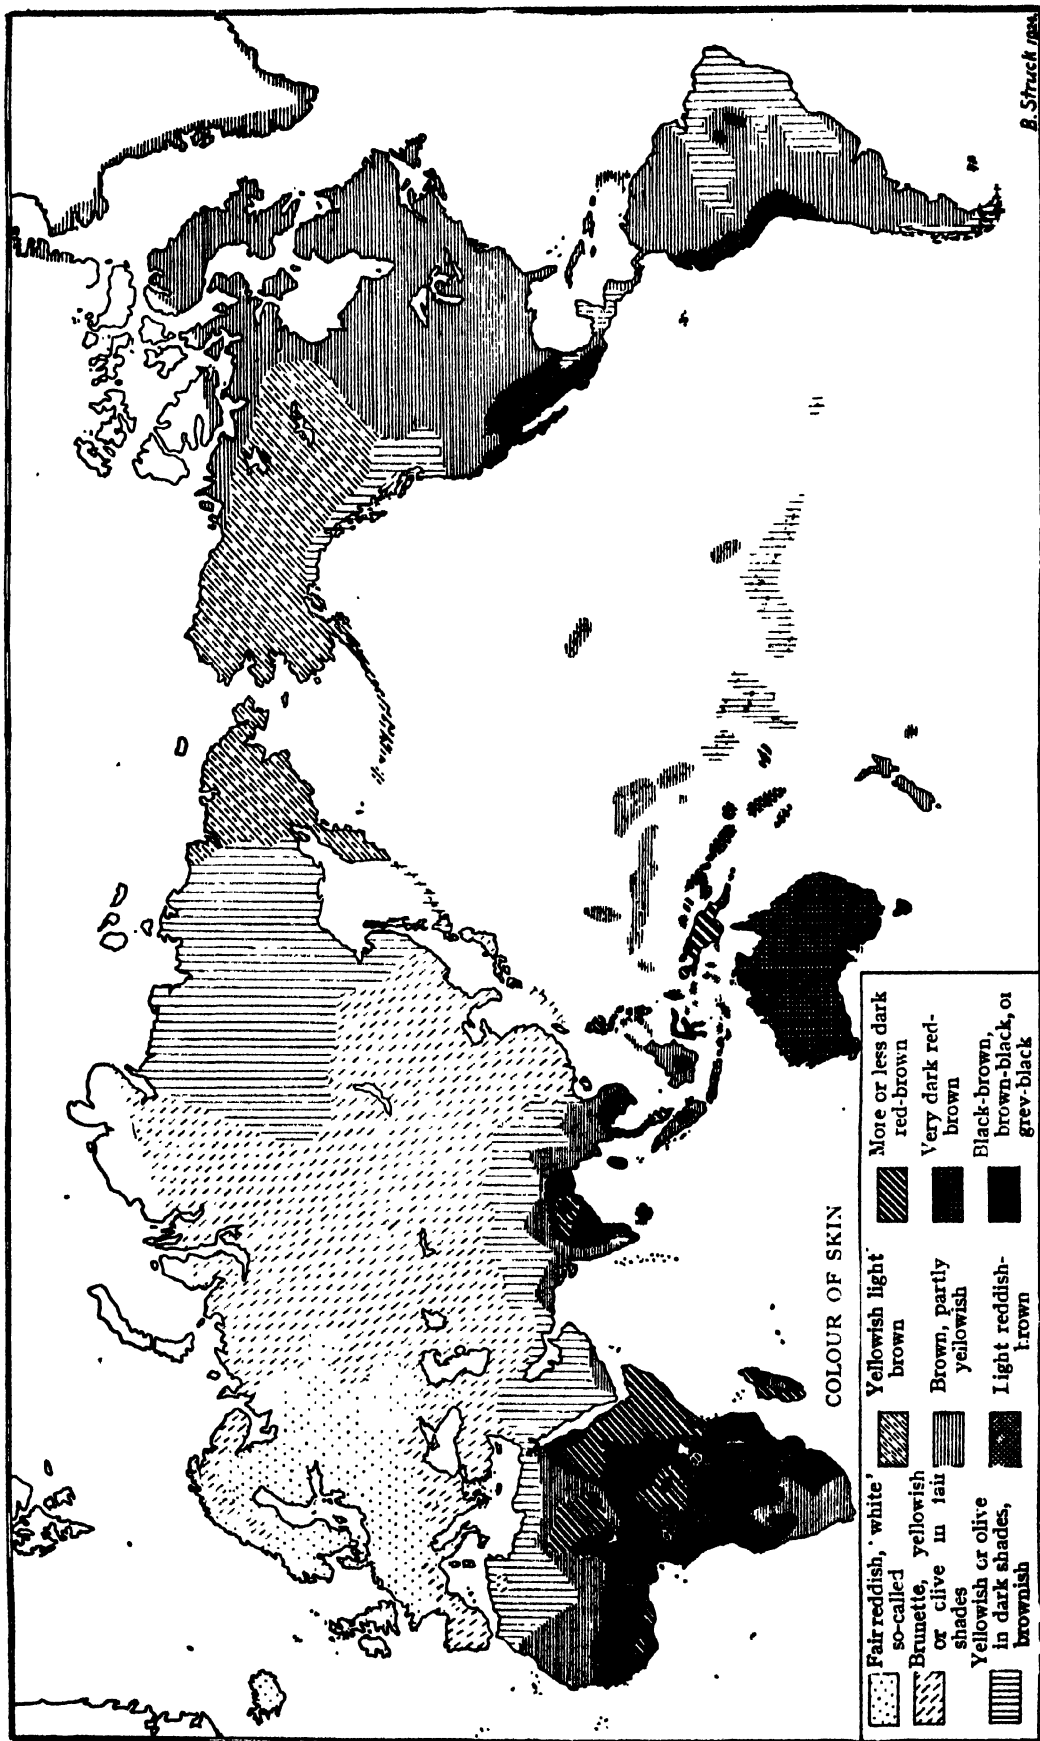 B. Struck 1924.
COLOUR OF SKIN
Fair reddish, 'white'
so-called
Brunette, yellowish
or olive in fair
shades
Yellowish or olive
in dark shades,
brownish
Yellowish light
brown
Brown, partly
yellowish
Light reddish-
brown
More or less dark
red-brown
Very dark red-
brown
Black-brown,
brown-black, or
grey-black